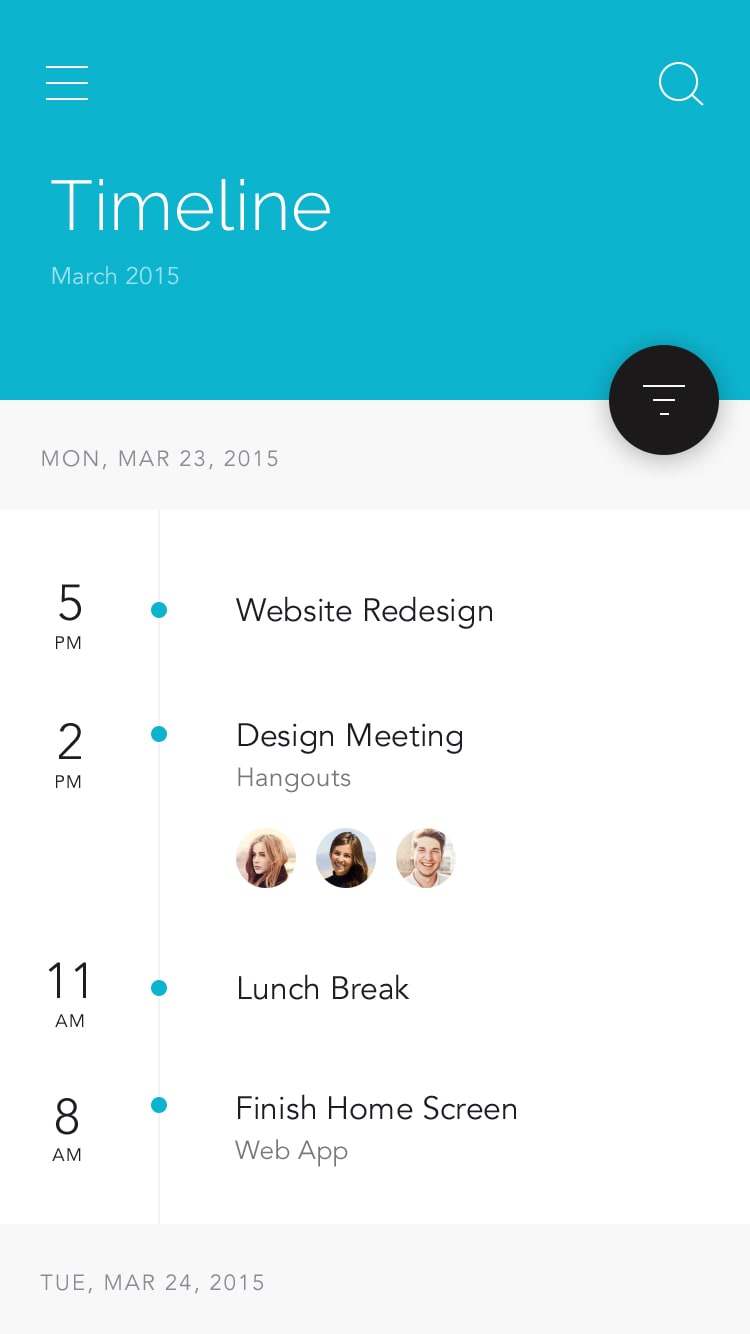 Timeline
March 2015
MON, MAR 23, 2015
5
PM
Website Redesign
2
PM
Design Meeting
Hangouts
11
AM
Lunch Break
8
AM
Finish Home Screen
Web App
TUE, MAR 24, 2015